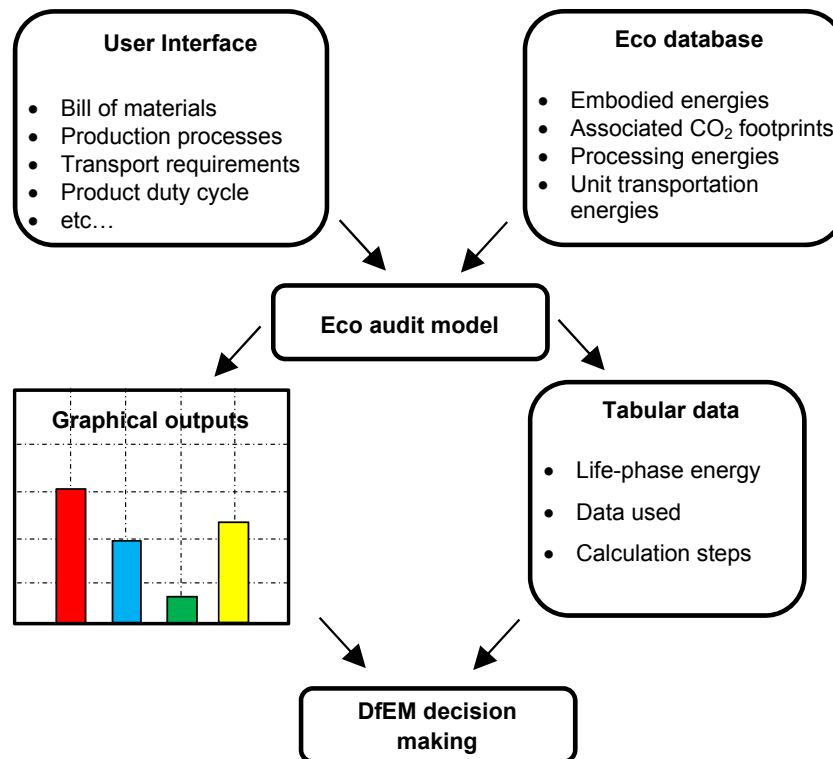 User Interface
• Bill of materials
• Production processes
• Transport requirements
• Product duty cycle
• etc…
Eco database
• Embodied energies
• Associated CO₂ footprints
• Processing energies
• Unit transportation
energies
Eco audit model
Graphical outputs
Tabular data
• Life-phase energy
• Data used
• Calculation steps
DfEM decision
making